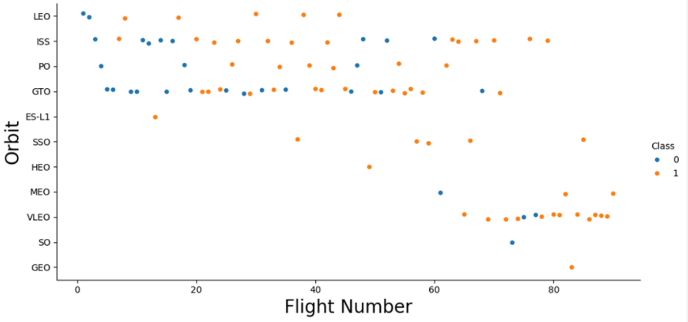 LEO
ISS
PO
GTO
ES-L1
SSO
HEO
MEO
VLEO
SO
GEO
Orbit
0 20 40 60 80
Flight Number
Class
0
1